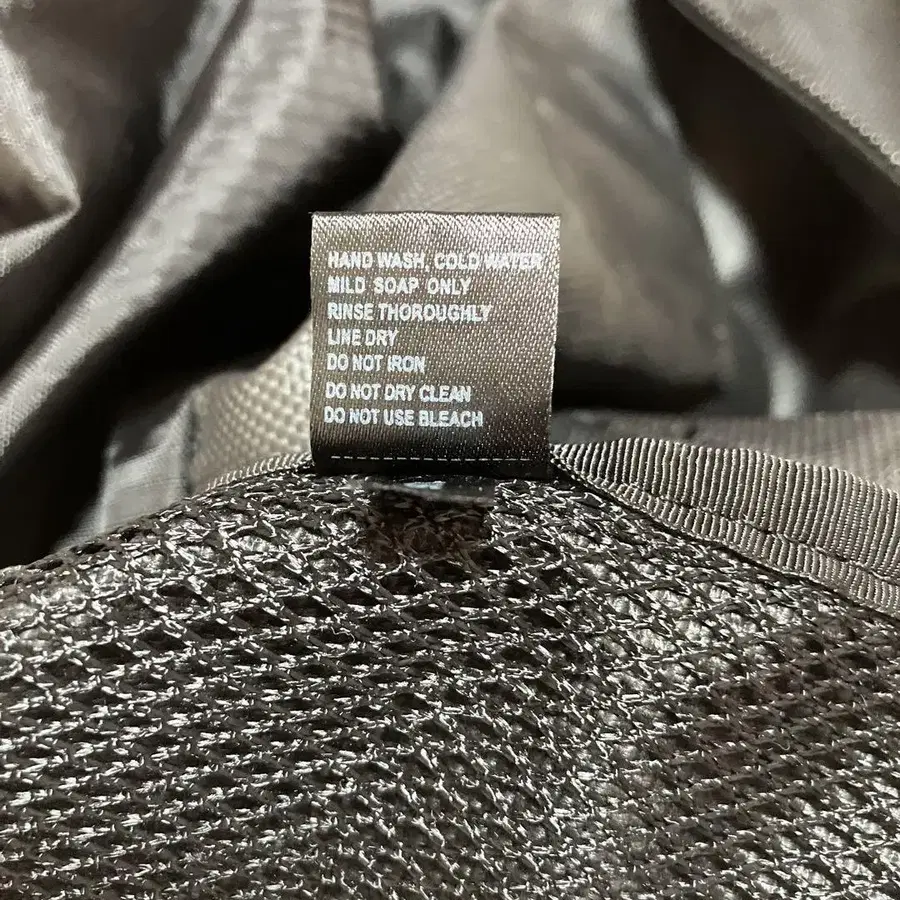 HAND WASH, COLD WATER
MILD SOAP ONLY
RINSE THOROUGHLY
LINE DRY
DO NOT IRON
DO NOT DRY CLEAN
DO NOT USE BLEACH